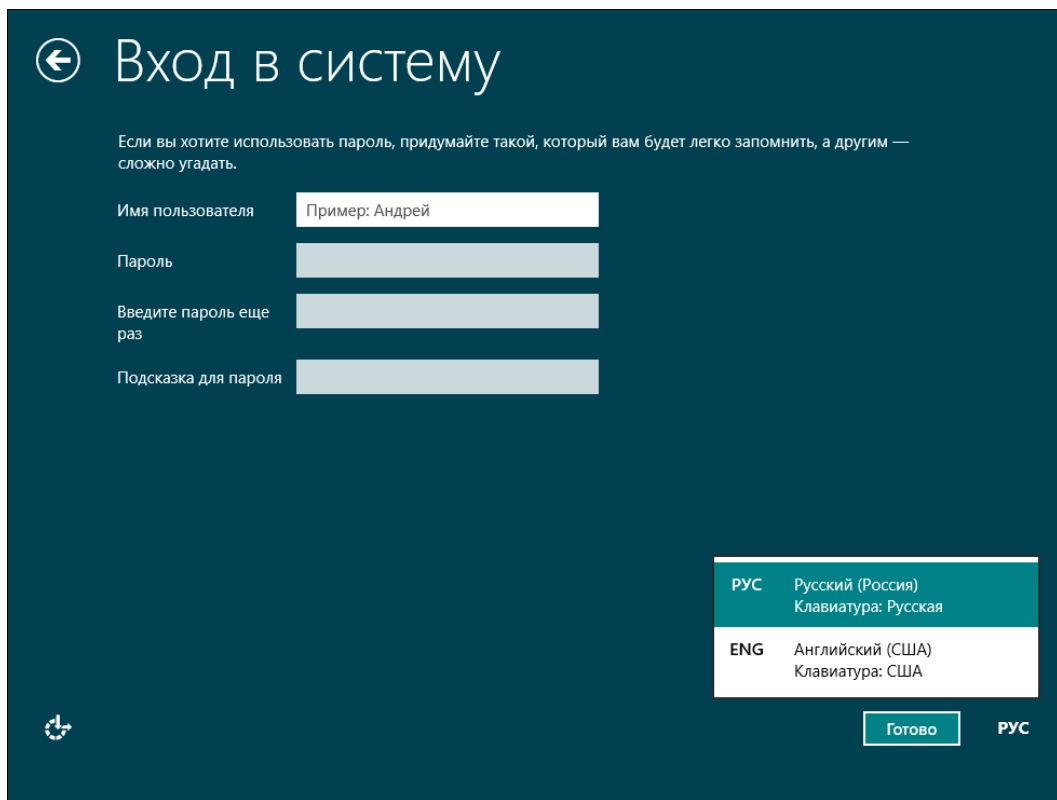 Вход в систему
Если вы хотите использовать пароль, придумайте такой, который вам будет легко запомнить, а другим —
сложно угадать.
Имя пользователя
Пример: Андрей
Пароль
Введите пароль еще
раз
Подсказка для пароля
РУС
Русский (Россия)
Клавиатура: Русская
ENG
Английский (США)
Клавиатура: США
Готово
РУС